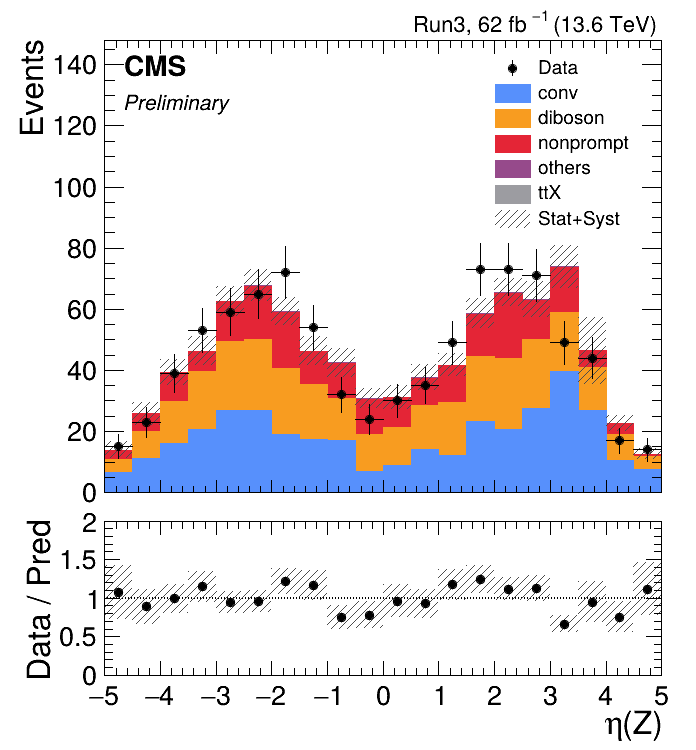 Run3, 62 fb⁻¹ (13.6 TeV)
CMS
Preliminary
Data
conv
diboson
nonprompt
others
ttX
Stat+Syst
Events
140
120
100
80
60
40
20
0
Data / Pred
2
1.5
1
0.5
0
−5 −4 −3 −2 −1 0 1 2 3 4 5
η(Z)